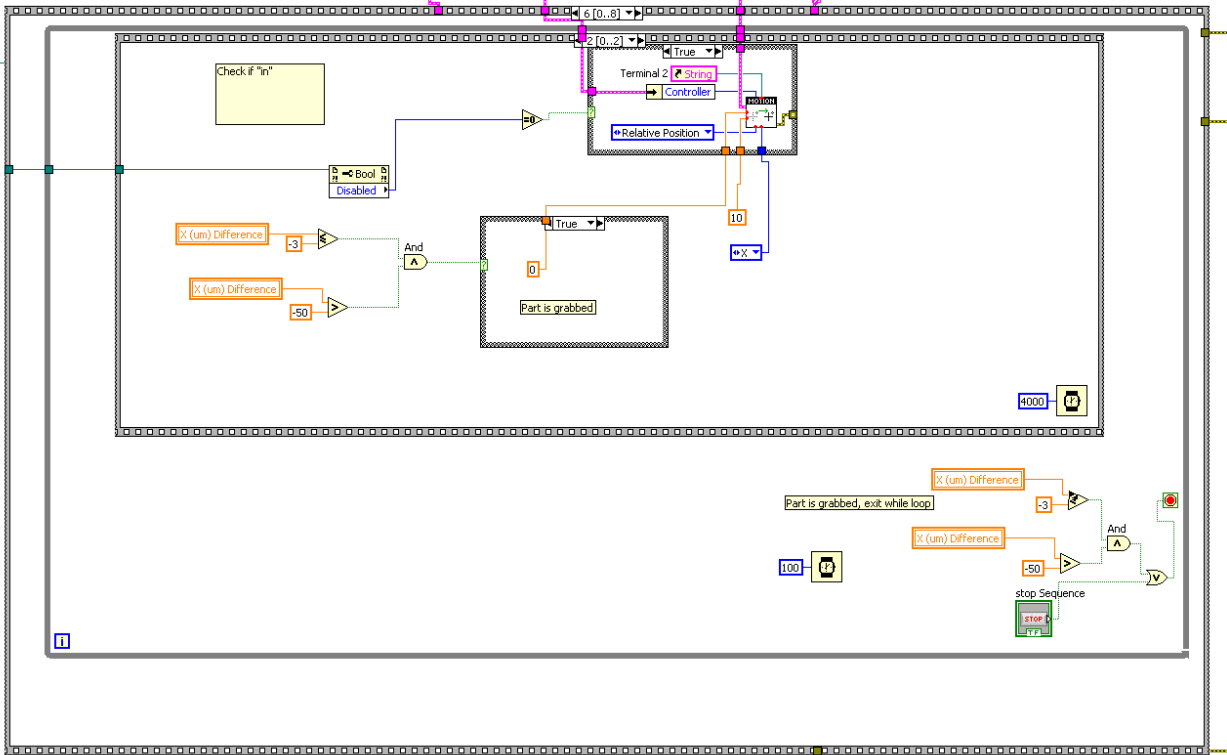 6 [0..8]
2 [0..2]
True
Check if "in"
Terminal 2
String
Controller
MOTION
=0
?
Relative Position
Bool
Disabled
10
X (um) Difference
-3
And
True
X
?
0
X (um) Difference
-50
Part is grabbed
4000
X (um) Difference
Part is grabbed, exit while loop
-3
And
X (um) Difference
100
-50
stop Sequence
STOP
TF
i